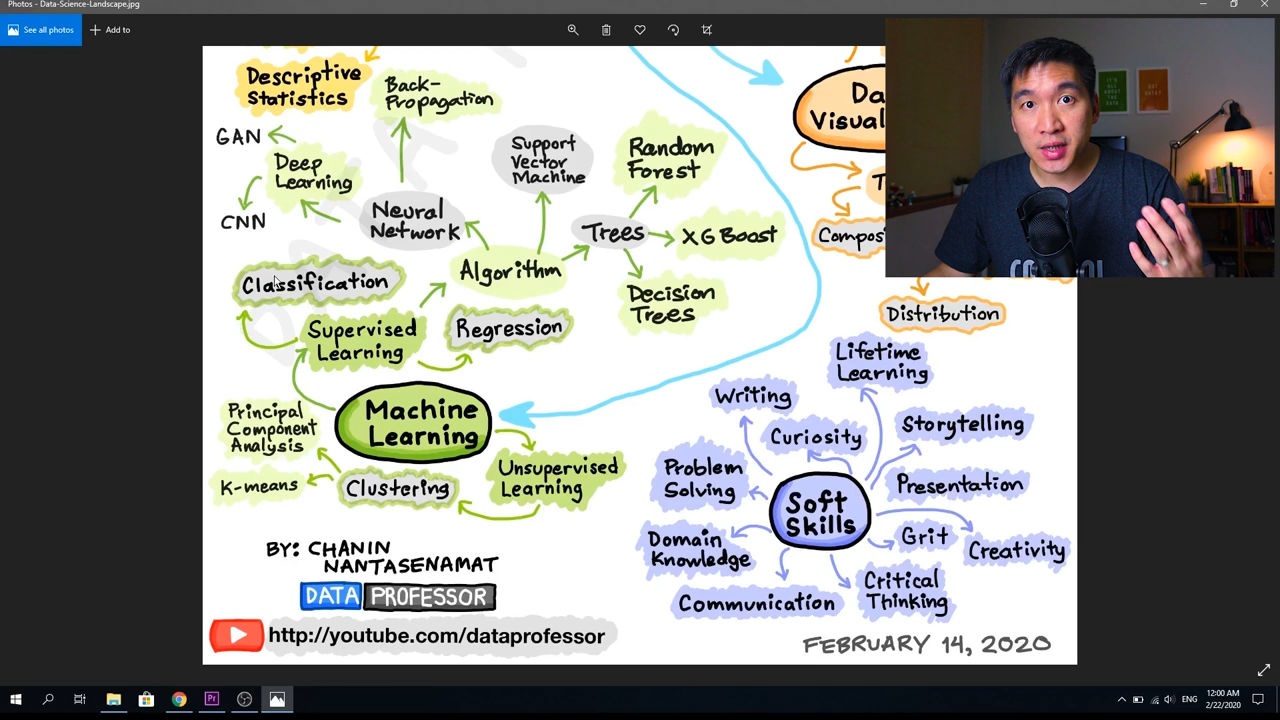 Photos - Data-Science-Landscape.jpg
See all photos
Add to
Descriptive
Statistics
Back-
Propagation
GAN
Deep
Learning
CNN
Neural
Network
Support
Vector
Machine
Random
Forest
Trees
XG Boost
Algorithm
Decision
Trees
Classification
Supervised
Learning
Regression
Machine
Learning
Principal
Component
Analysis
K-means
Clustering
Unsupervised
Learning
BY: CHANIN
NANTASENAMAT
DATA PROFESSOR
http://youtube.com/dataprofessor
Da
Visual
T
Compos
Distribution
Lifetime
Learning
Writing
Curiosity
Storytelling
Problem
Solving
Presentation
Soft
Skills
Domain
Knowledge
Grit
Creativity
Communication
Critical
Thinking
FEBRUARY 14, 2020
ENG
12:00 AM
2/22/2020